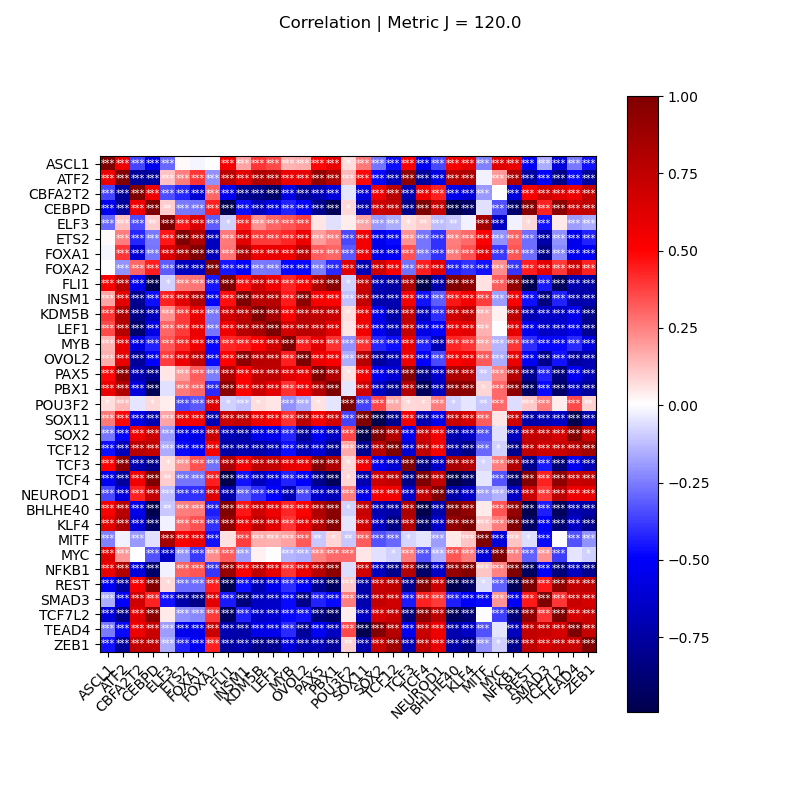 Correlation | Metric J = 120.0
ASCL1
ATF2
CBFA2T2
CEBPD
ELF3
ETS2
FOXA1
FOXA2
FLI1
INSM1
KDM5B
LEF1
MYB
OVOL2
PAX5
PBX1
POU3F2
SOX11
SOX2
TCF12
TCF3
TCF4
NEUROD1
BHLHE40
KLF4
MITF
MYC
NFKB1
REST
SMAD3
TCF7L2
TEAD4
ZEB1
ASCL1
ATF2
CBFA2T2
CEBPD
ELF3
ETS2
FOXA1
FOXA2
FLI1
INSM1
KDM5B
LEF1
MYB
OVOL2
PAX5
PBX1
POU3F2
SOX11
SOX2
TCF12
TCF3
TCF4
NEUROD1
BHLHE40
KLF4
MITF
MYC
NFKB1
REST
SMAD3
TCF7L2
TEAD4
ZEB1
1.00
0.75
0.50
0.25
0.00
−0.25
−0.50
−0.75